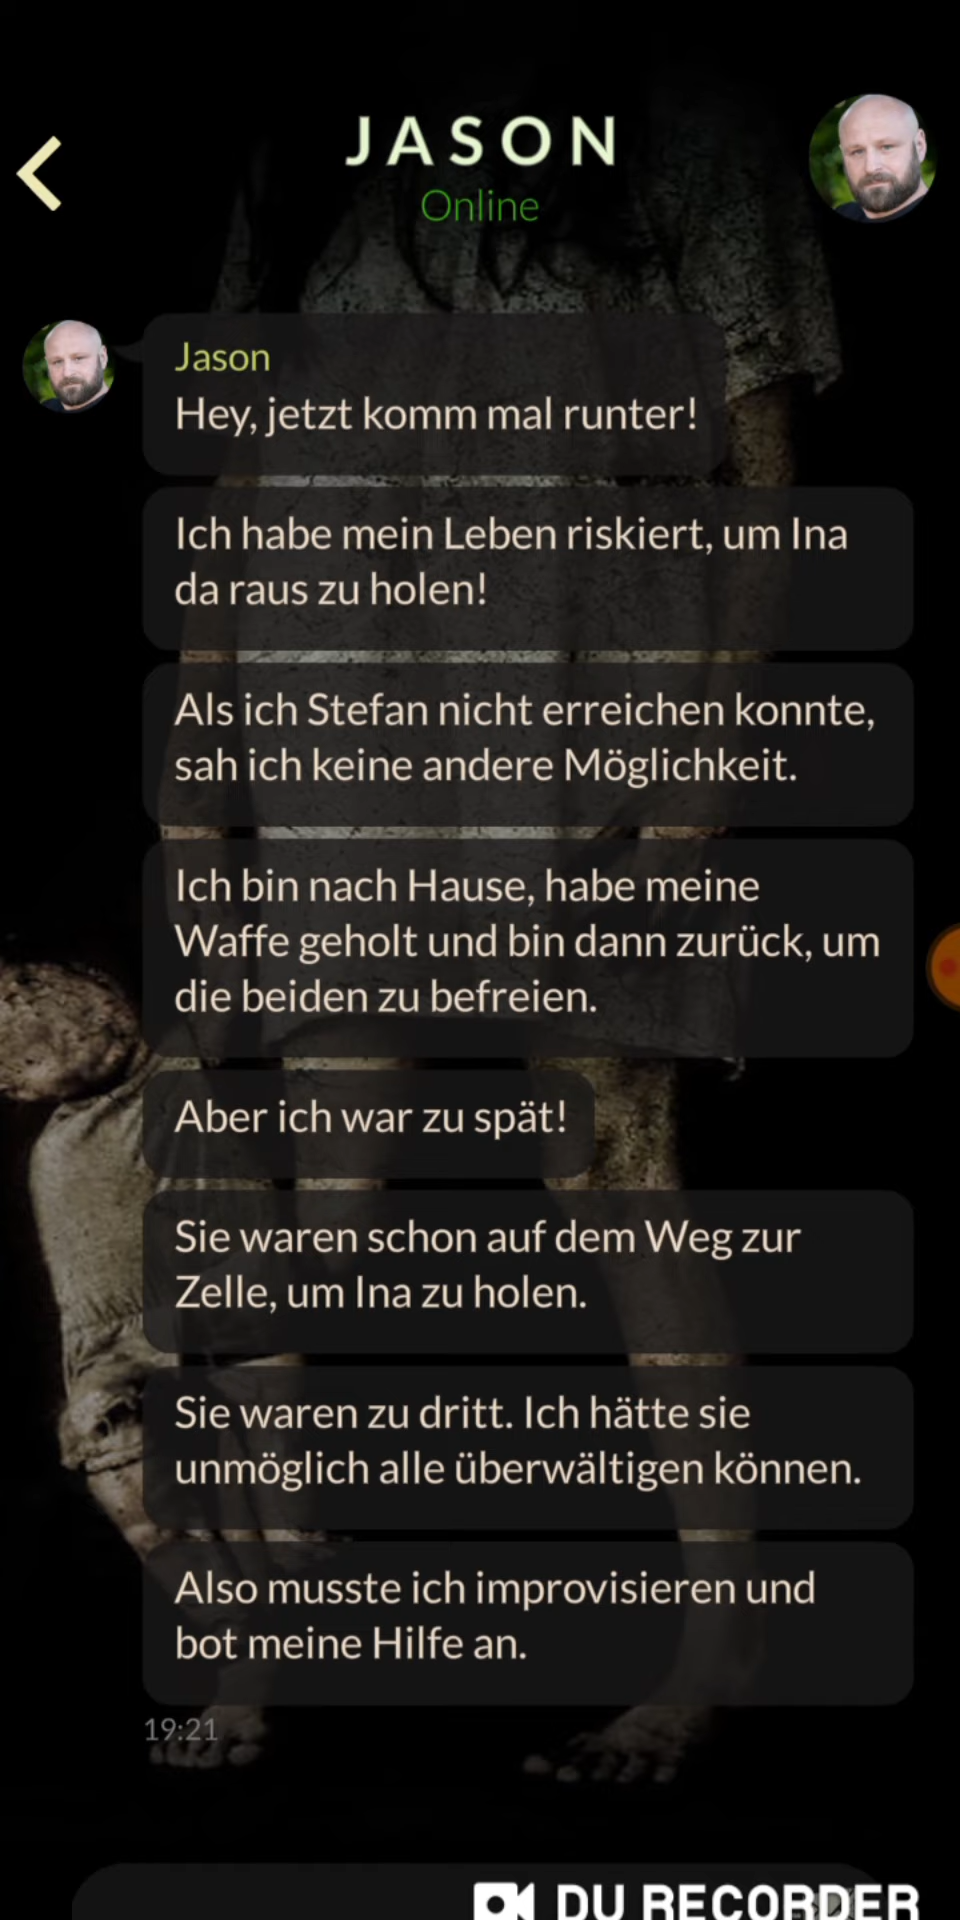 JASON
Online
Jason
Hey, jetzt komm mal runter!
Ich habe mein Leben riskiert, um Ina
da raus zu holen!
Als ich Stefan nicht erreichen konnte,
sah ich keine andere Möglichkeit.
Ich bin nach Hause, habe meine
Waffe geholt und bin dann zurück, um
die beiden zu befreien.
Aber ich war zu spät!
Sie waren schon auf dem Weg zur
Zelle, um Ina zu holen.
Sie waren zu dritt. Ich hätte sie
unmöglich alle überwältigen können.
Also musste ich improvisieren und
bot meine Hilfe an.
19:21
DU RECORDER